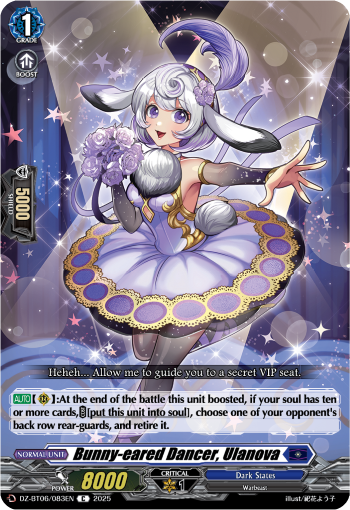 1
GRADE
BOOST
5000
SHIELD
Heheh... Allow me to guide you to a secret VIP seat.
AUTO【R】:At the end of the battle this unit boosted, if your soul has ten
or more cards, [put this unit into soul], choose one of your opponent's
back row rear-guards, and retire it.
NORMAL UNIT
Bunny-eared Dancer, Ulanova
POWER
8000
CRITICAL
1
Dark States
Warbeast
DZ-BT06/083EN C 2025
illust/紀花よう子